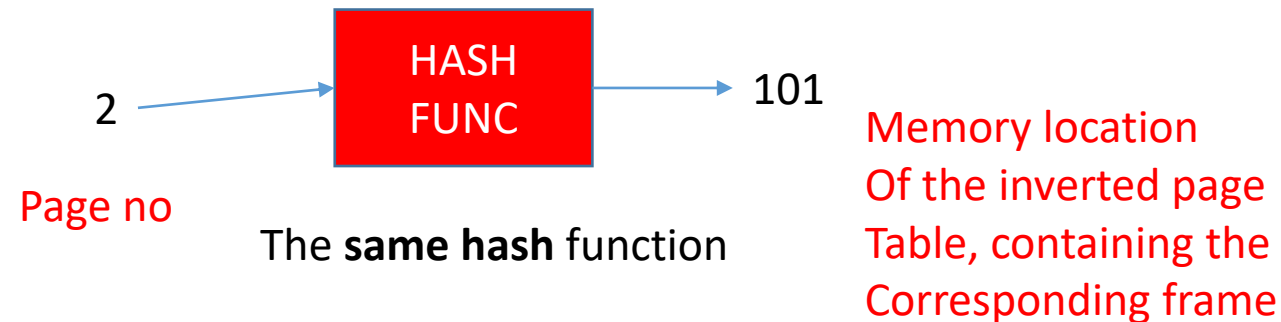 HASH
FUNC
2
101
Memory location
Of the inverted page
Table, containing the
Corresponding frame
Page no
The same hash function